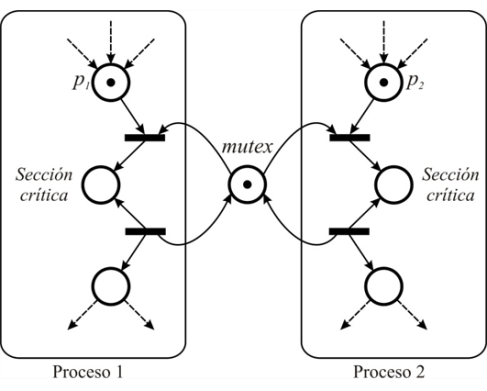 p1
p2
mutex
Sección
crítica
Sección
crítica
Proceso 1
Proceso 2